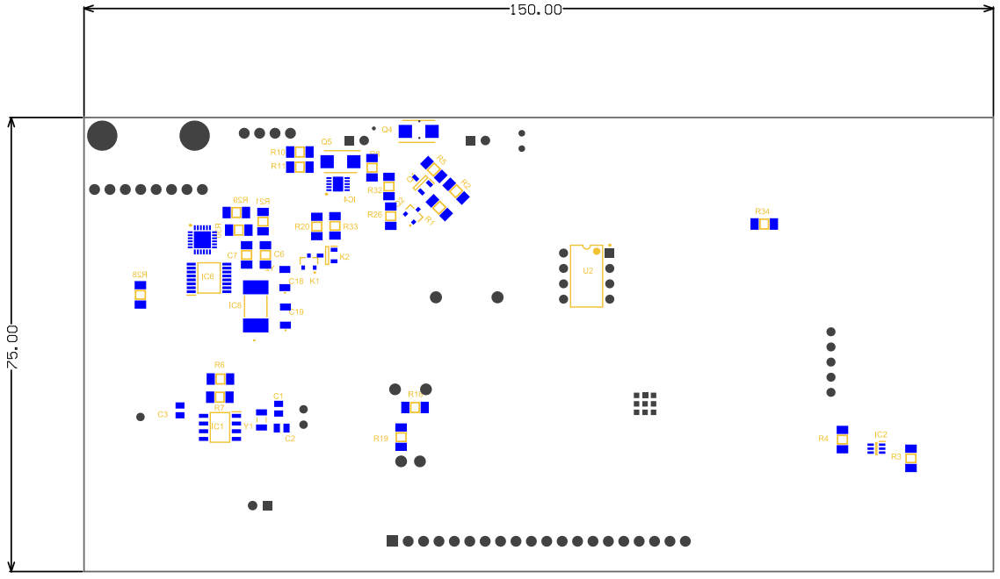 150.00
Q4
Q5
R10
R11
R5
R2
R32
IC4
R1
R29
R21
R26
R34
R20
R33
C7
C6
K2
U2
R28
IC6
C18
K1
IC8
C19
75.00
R6
R7
C1
C3
IC1
Y1
C2
R19
R4
IC2
R3